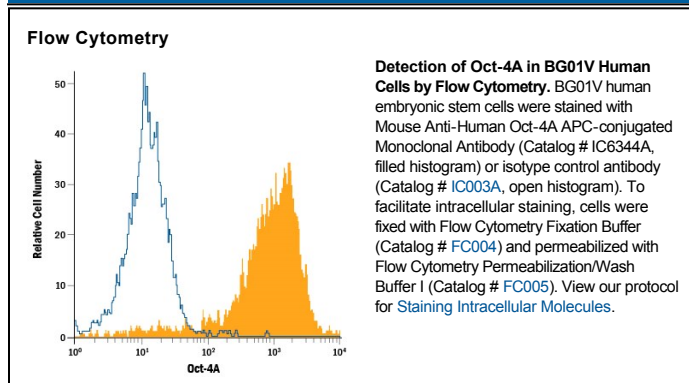 Flow Cytometry
Relative Cell Number
50
40
30
20
10
0
10⁰
10¹
10²
10³
10⁴
Oct-4A
Detection of Oct-4A in BG01V Human
Cells by Flow Cytometry. BG01V human
embryonic stem cells were stained with
Mouse Anti-Human Oct-4A APC-conjugated
Monoclonal Antibody (Catalog # IC6344A,
filled histogram) or isotype control antibody
(Catalog # IC003A, open histogram). To
facilitate intracellular staining, cells were
fixed with Flow Cytometry Fixation Buffer
(Catalog # FC004) and permeabilized with
Flow Cytometry Permeabilization/Wash
Buffer I (Catalog # FC005). View our protocol
for Staining Intracellular Molecules.